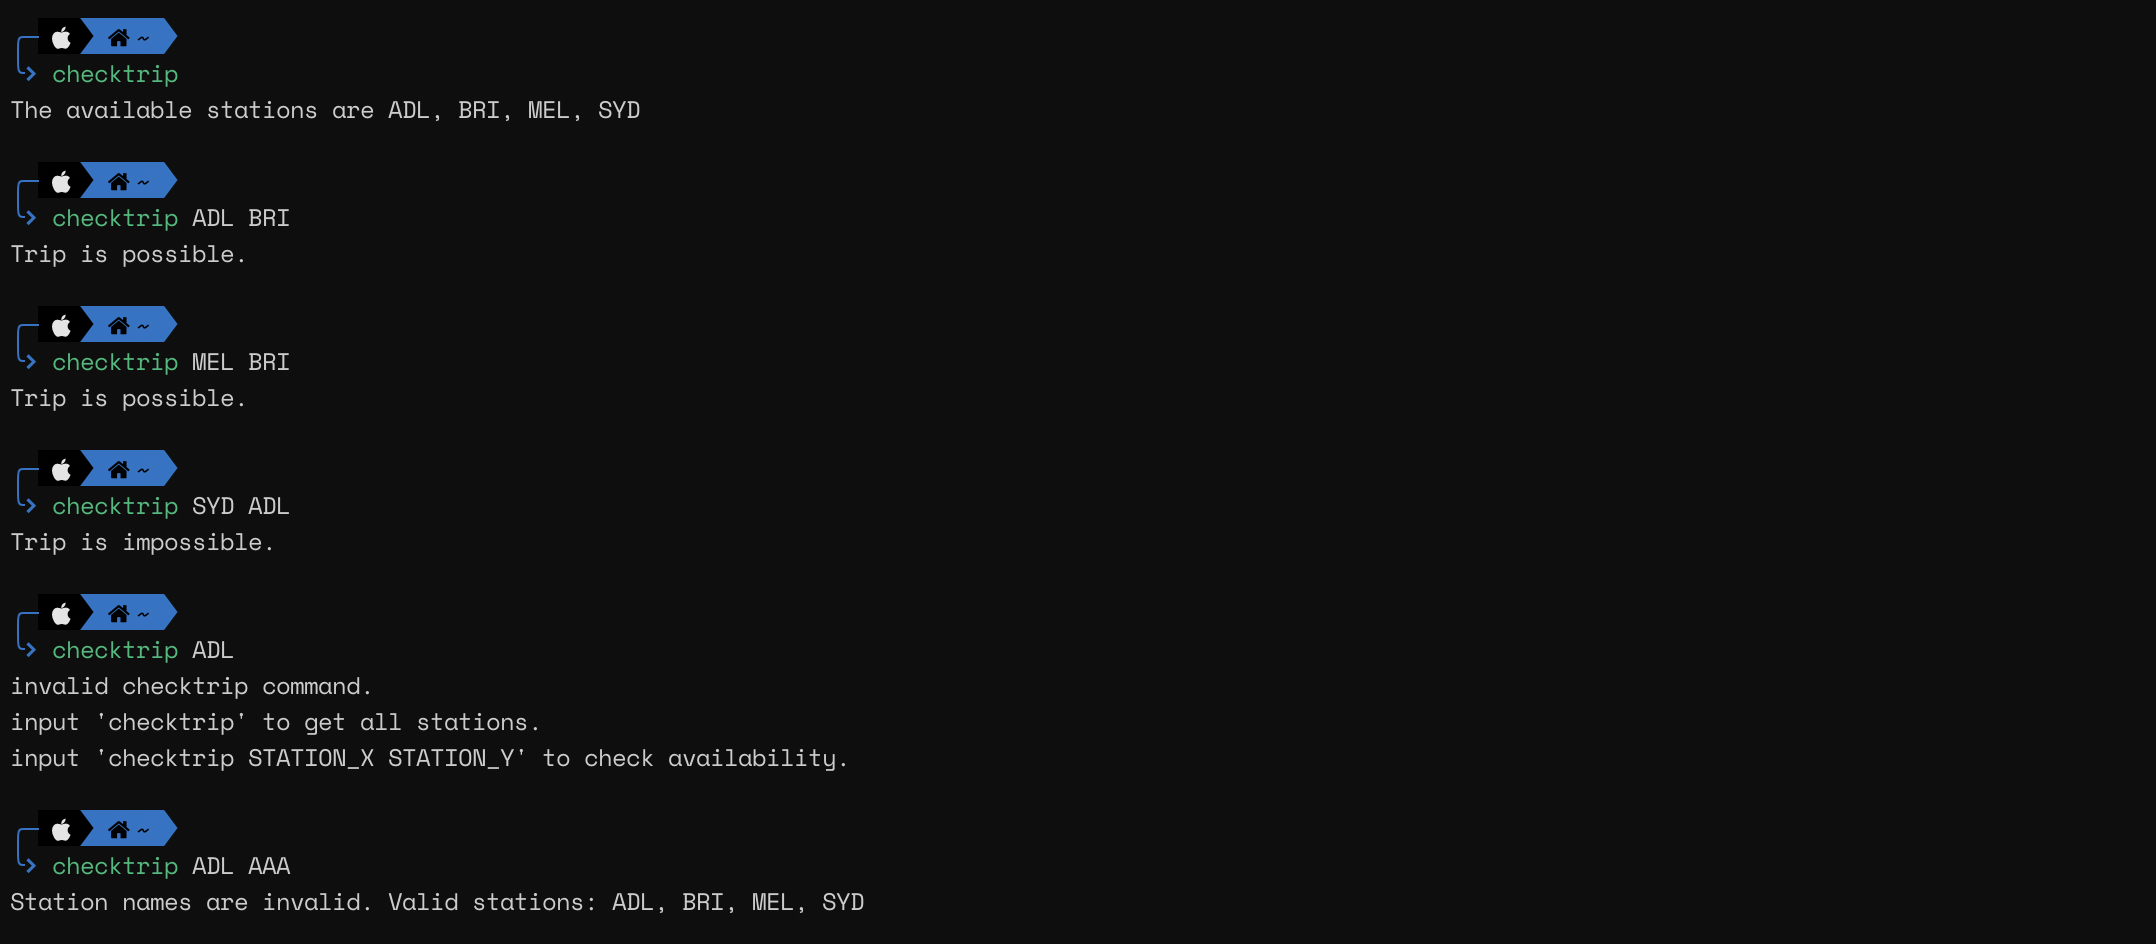 ~
checktrip
The available stations are ADL, BRI, MEL, SYD
~
checktrip ADL BRI
Trip is possible.
~
checktrip MEL BRI
Trip is possible.
~
checktrip SYD ADL
Trip is impossible.
~
checktrip ADL
invalid checktrip command.
input 'checktrip' to get all stations.
input 'checktrip STATION_X STATION_Y' to check availability.
~
checktrip ADL AAA
Station names are invalid. Valid stations: ADL, BRI, MEL, SYD